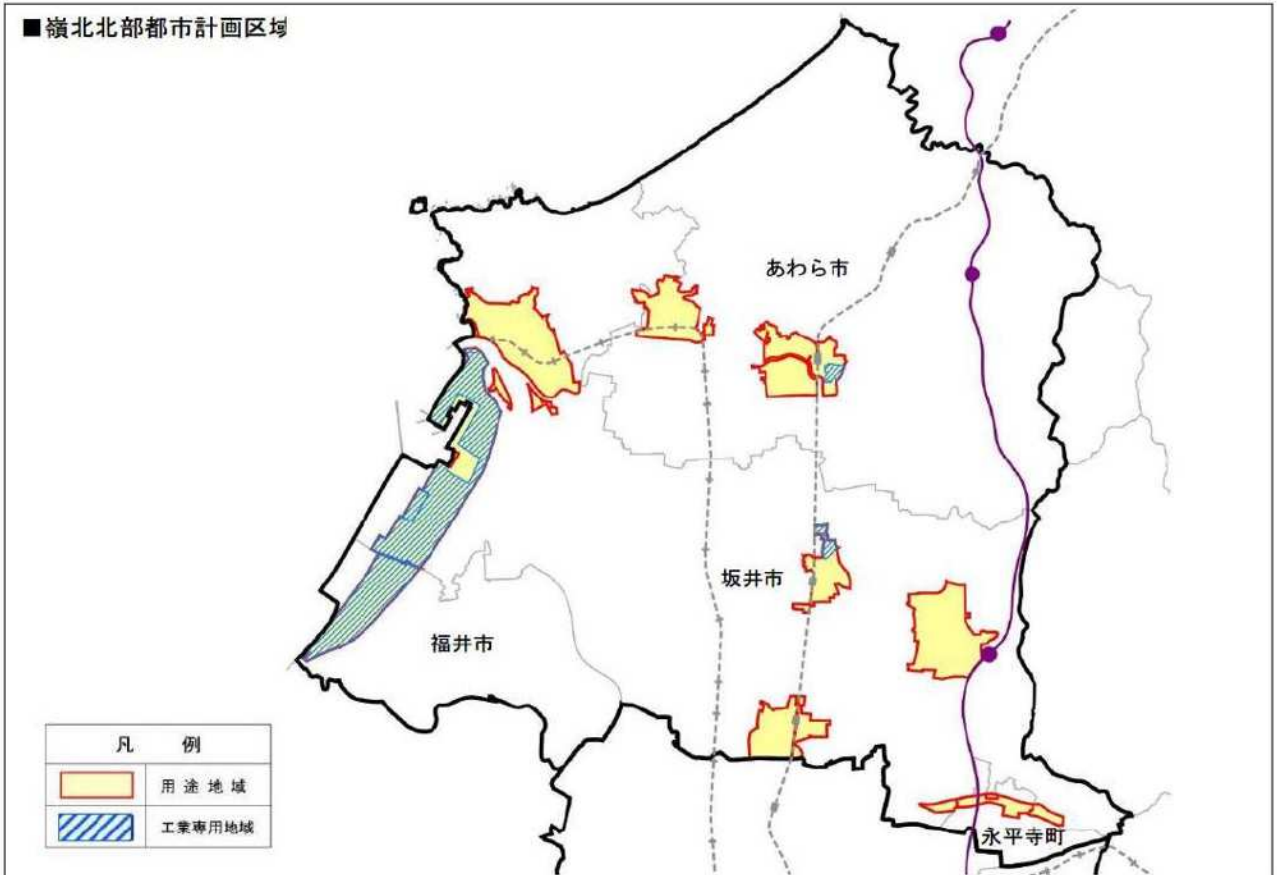 ■嶺北北部都市計画区域
あわら市
坂井市
福井市
永平寺町
凡 例
用途地域
工業専用地域